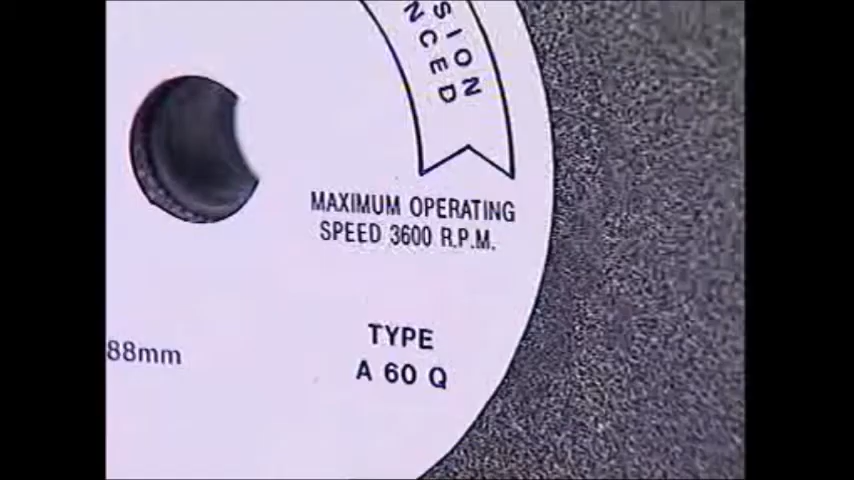 SION
NCED
MAXIMUM OPERATING
SPEED 3600 R.P.M.
88mm
TYPE
A 60 Q